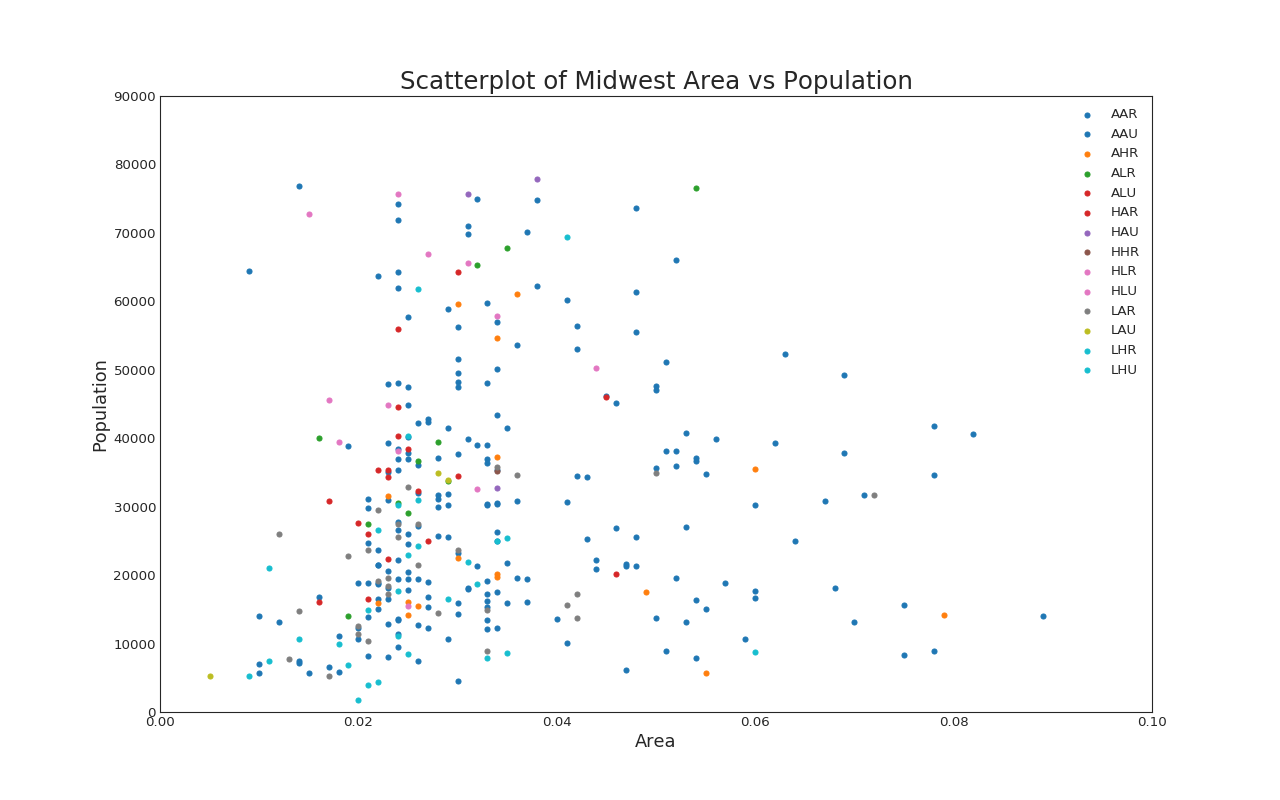 Scatterplot of Midwest Area vs Population
90000
80000
70000
60000
50000
40000
30000
20000
10000
0
Population
0.00
0.02
0.04
0.06
0.08
0.10
Area
AAR
AAU
AHR
ALR
ALU
HAR
HAU
HHR
HLR
HLU
LAR
LAU
LHR
LHU